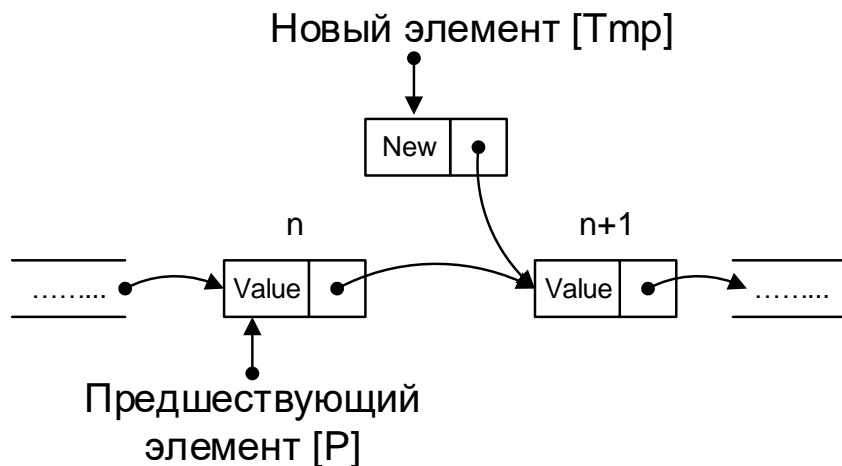 Новый элемент [Tmp]
New
n
n+1
……...
Value
Value
……...
Предшествующий
элемент [P]